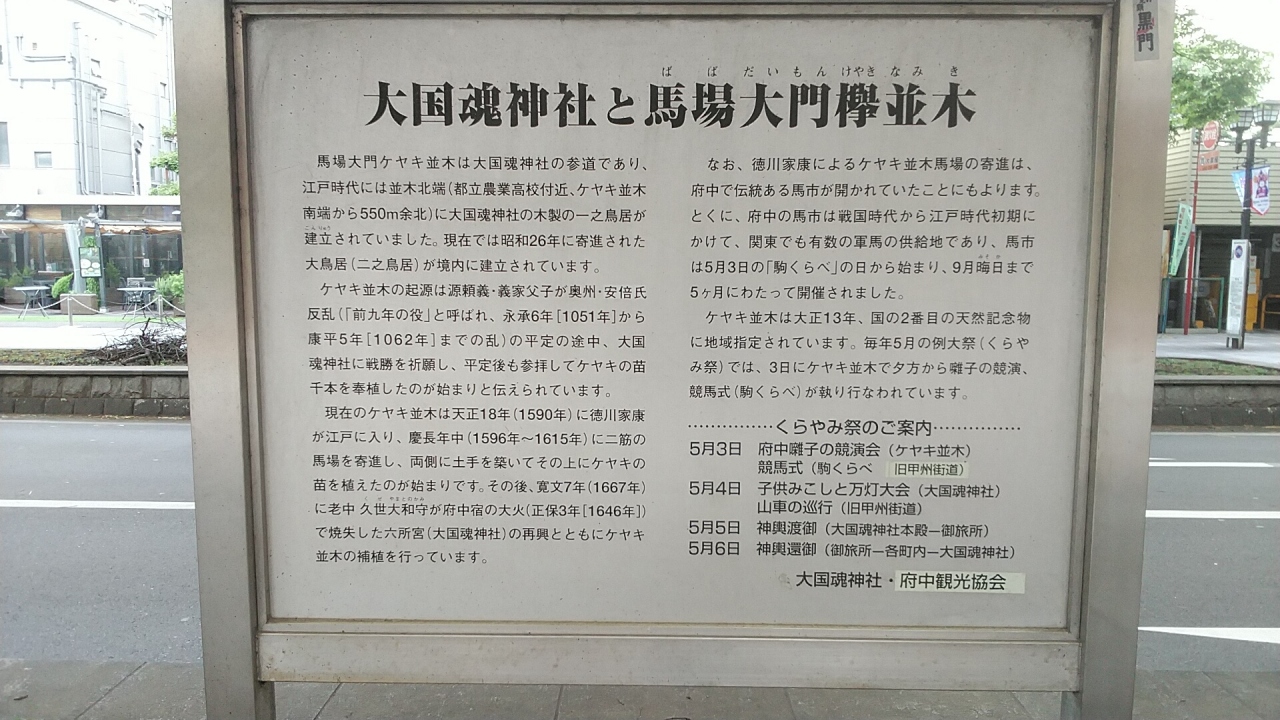 ばばだいもんけやきなみき
大国魂神社と馬場大門欅並木
馬場大門ケヤキ並木は大国魂神社の参道であり、
江戸時代には並木北端(都立農業高校付近、ケヤキ並木
南端から550m余北)に大国魂神社の木製の一之鳥居が
こんりゅう
建立されていました。現在では昭和26年に寄進された
大鳥居(二之鳥居)が境内に建立されています。
ケヤキ並木の起源は源頼義・義家父子が奥州・安倍氏
反乱(「前九年の役」と呼ばれ、永承6年[1051年]から
康平5年[1062年]までの乱)の平定の途中、大国
魂神社に戦勝を祈願し、平定後も参拝してケヤキの苗
千本を奉植したのが始まりと伝えられています。
現在のケヤキ並木は天正18年(1590年)に徳川家康
が江戸に入り、慶長年中(1596年～1615年)に二筋の
馬場を寄進し、両側に土手を築いてその上にケヤキの
苗を植えたのが始まりです。その後、寛文7年(1667年)
くぜやまとのかみ
に老中 久世大和守が府中宿の大火(正保3年[1646年])
で焼失した六所宮(大国魂神社)の再興とともにケヤキ
並木の補植を行っています。
なお、徳川家康によるケヤキ並木馬場の寄進は、
府中で伝統ある馬市が開かれていたことにもよります。
とくに、府中の馬市は戦国時代から江戸時代初期に
かけて、関東でも有数の軍馬の供給地であり、馬市
みそか
は5月3日の「駒くらべ」の日から始まり、9月晦日まで
5ヶ月にわたって開催されました。
ケヤキ並木は大正13年、国の2番目の天然記念物
に地域指定されています。毎年5月の例大祭(くらや
み祭)では、3日にケヤキ並木で夕方から囃子の競演、
競馬式(駒くらべ)が執り行なわれています。
……………くらやみ祭のご案内……………
5月3日 府中囃子の競演会(ケヤキ並木)
競馬式(駒くらべ 旧甲州街道)
5月4日 子供みこしと万灯大会(大国魂神社)
山車の巡行(旧甲州街道)
5月5日 神輿渡御(大国魂神社本殿―御旅所)
5月6日 神輿還御(御旅所―各町内―大国魂神社)
大国魂神社・府中観光協会
黒門